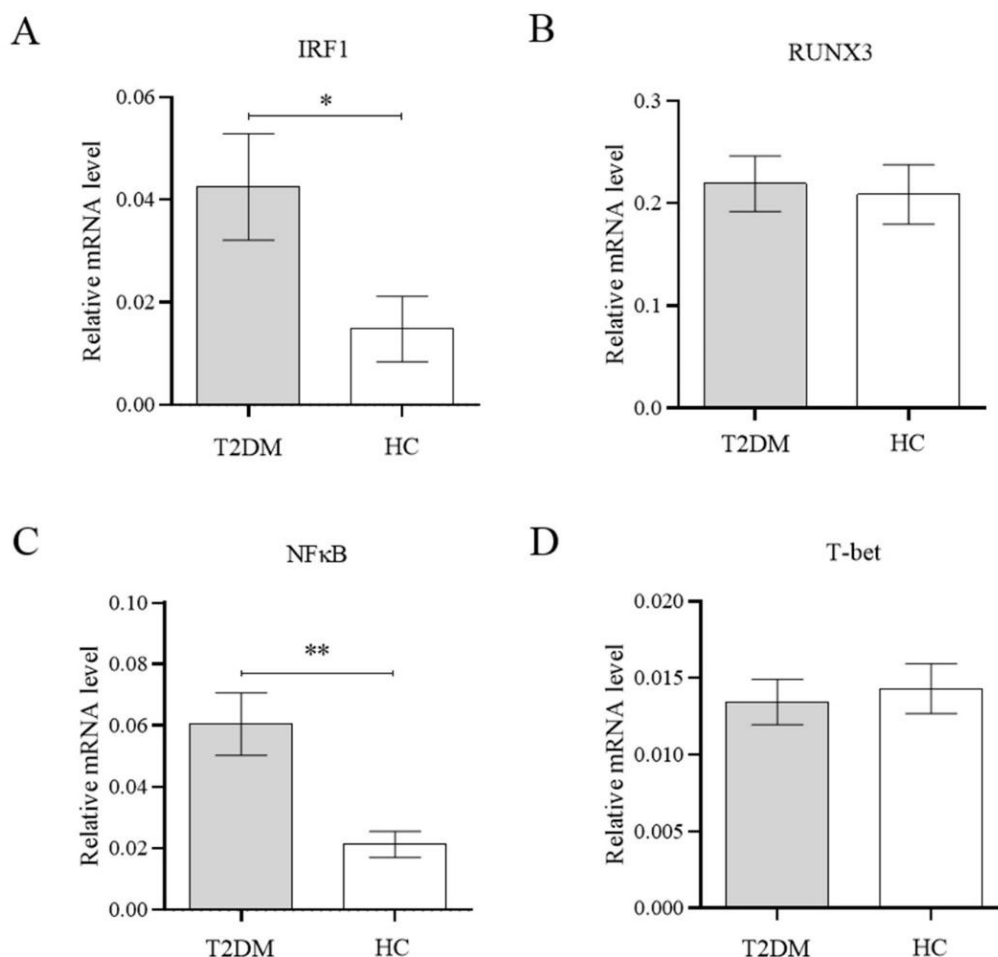 A
IRF1
Relative mRNA level
0.06
0.04
0.02
0.00
*
T2DM
HC
B
RUNX3
Relative mRNA level
0.3
0.2
0.1
0.0
T2DM
HC
C
NFκB
Relative mRNA level
0.10
0.08
0.06
0.04
0.02
0.00
**
T2DM
HC
D
T-bet
Relative mRNA level
0.020
0.015
0.010
0.005
0.000
T2DM
HC